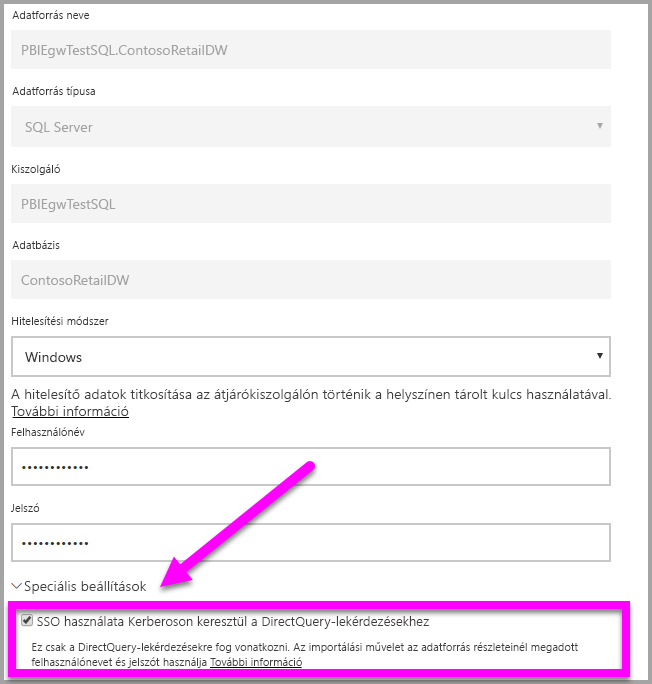 Adatforrás neve
PBIEgwTestSQL.ContosoRetailDW
Adatforrás típusa
SQL Server
Kiszolgáló
PBIEgwTestSQL
Adatbázis
ContosoRetailDW
Hitelesítési módszer
Windows
A hitelesítő adatok titkosítása az átjárókiszolgálón történik a helyszínen tárolt kulcs használatával.
További információ
Felhasználónév
••••••••••••
Jelszó
••••••••••••
Speciális beállítások
SSO használata Kerberoson keresztül a DirectQuery-lekérdezésekhez
Ez csak a DirectQuery-lekérdezésekre fog vonatkozni. Az importálási művelet az adatforrás részleteinél megadott
felhasználónevet és jelszót használja További információ